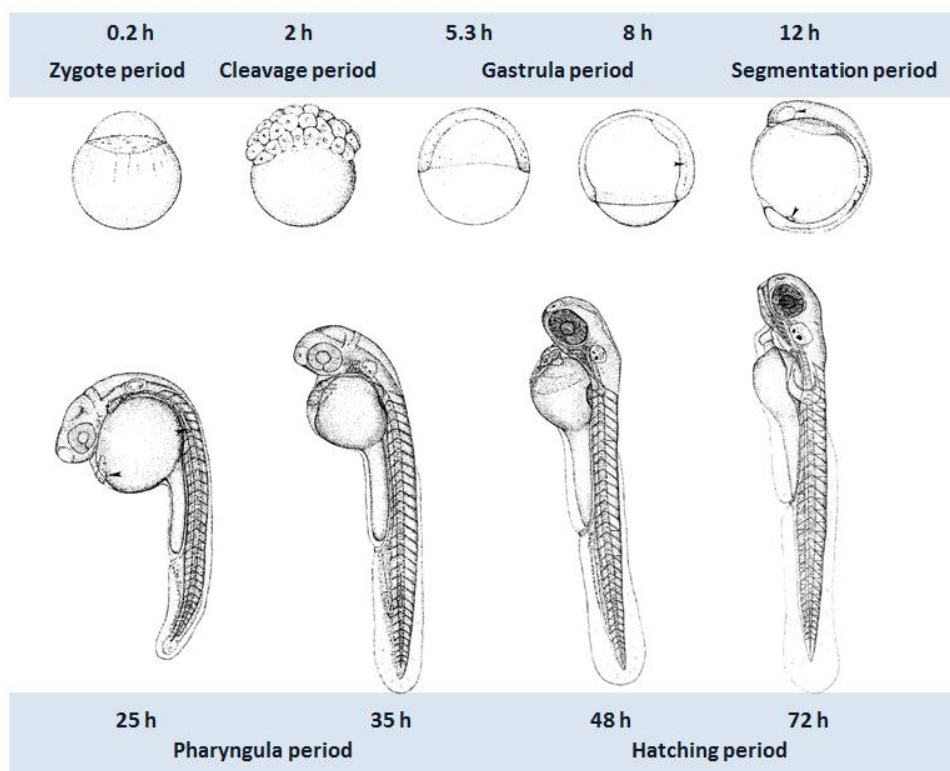 0.2 h 2 h 5.3 h 8 h 12 h
Zygote period Cleavage period Gastrula period Segmentation period
25 h 35 h 48 h 72 h
Pharyngula period Hatching period